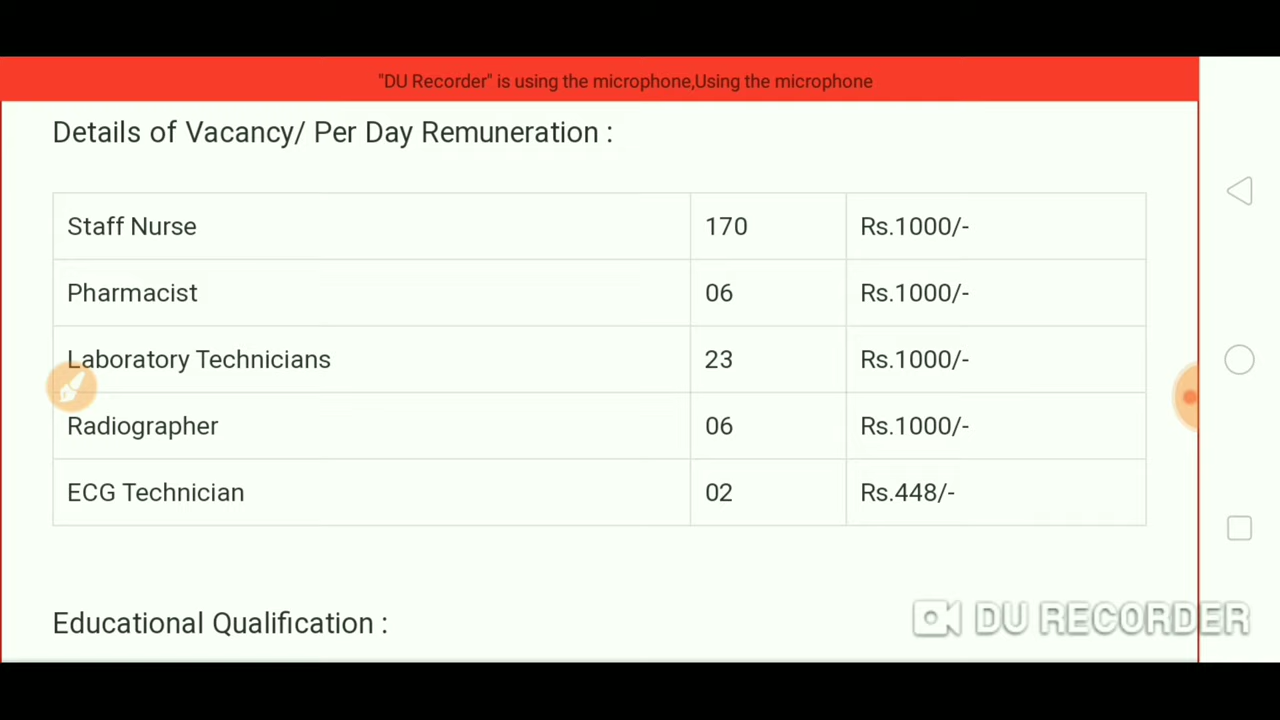 "DU Recorder" is using the microphone,Using the microphone
Details of Vacancy/ Per Day Remuneration :
Staff Nurse 170 Rs.1000/-
Pharmacist 06 Rs.1000/-
Laboratory Technicians 23 Rs.1000/-
Radiographer 06 Rs.1000/-
ECG Technician 02 Rs.448/-
Educational Qualification :
DU RECORDER